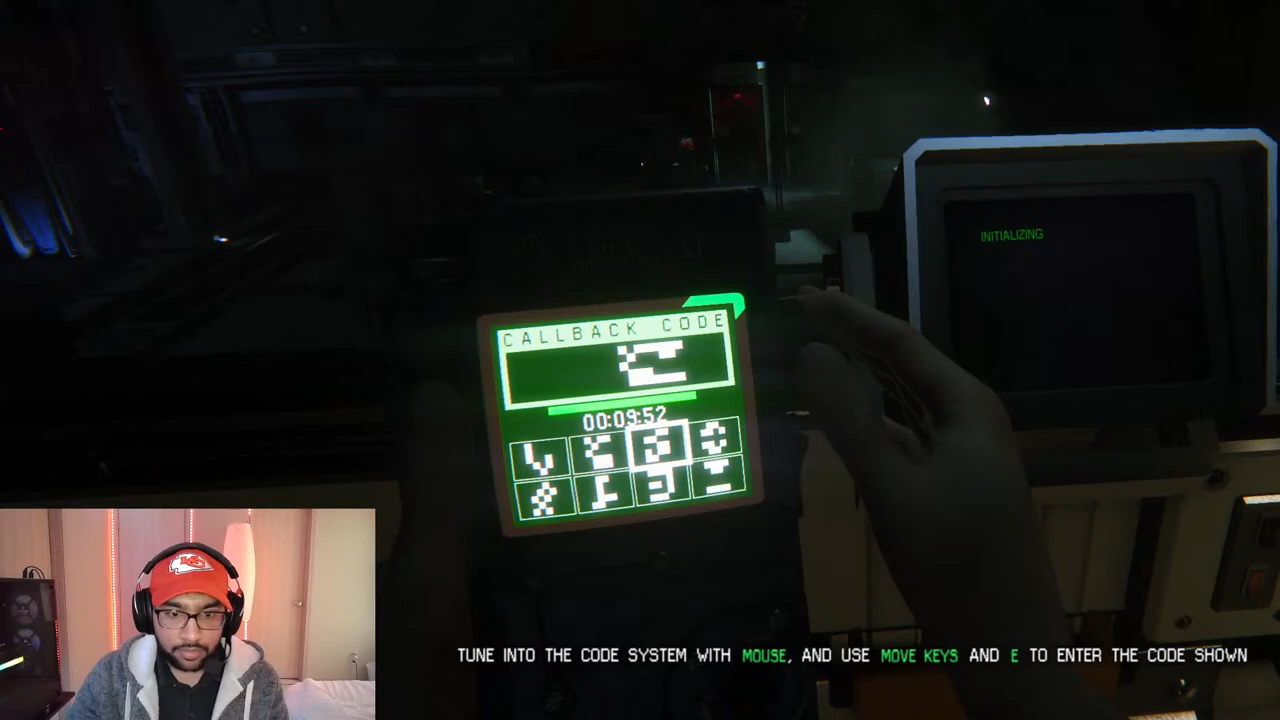 INITIALIZING
CALLBACK CODE
00:09:52
TUNE INTO THE CODE SYSTEM WITH MOUSE, AND USE MOVE KEYS AND E TO ENTER THE CODE SHOWN